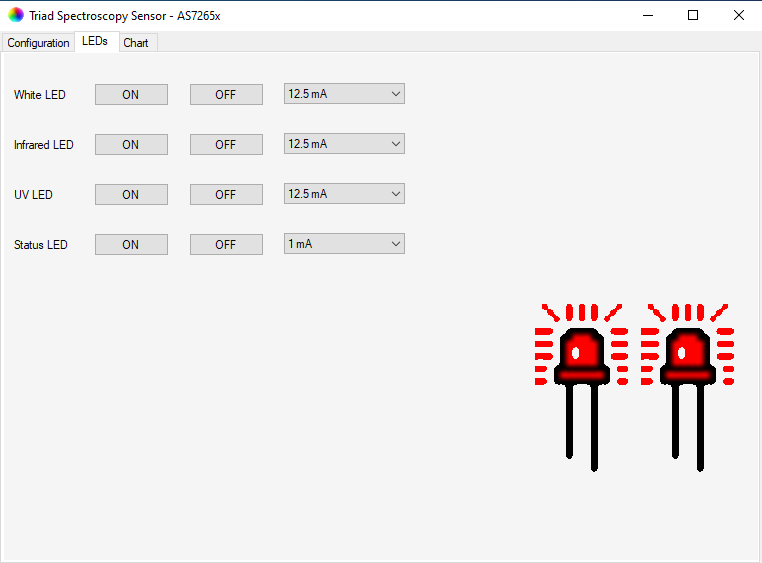 Triad Spectroscopy Sensor - AS7265x
Configuration LEDs Chart
White LED ON OFF 12.5 mA
Infrared LED ON OFF 12.5 mA
UV LED ON OFF 12.5 mA
Status LED ON OFF 1 mA